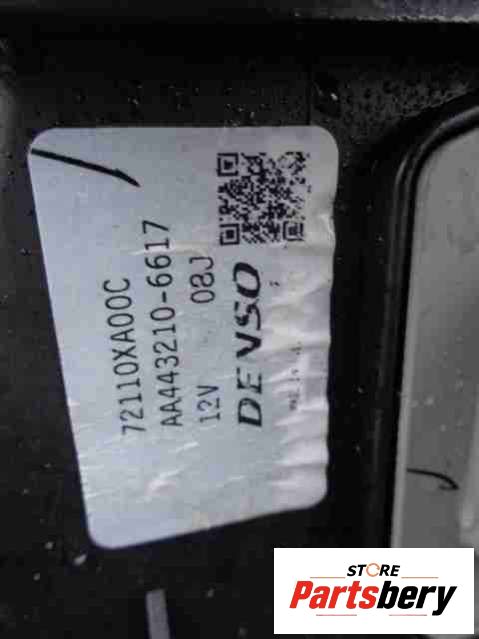 72110XA00C
AA443210-6617
12V 08J
DENSO
STORE
Partsbery